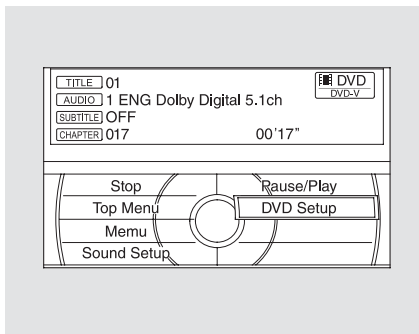 TITLE 01
DVD
DVD-V
AUDIO 1 ENG Dolby Digital 5.1ch
SUBTITLE OFF
CHAPTER 017 00'17"
Stop Pause/Play
Top Menu DVD Setup
Memu
Sound Setup